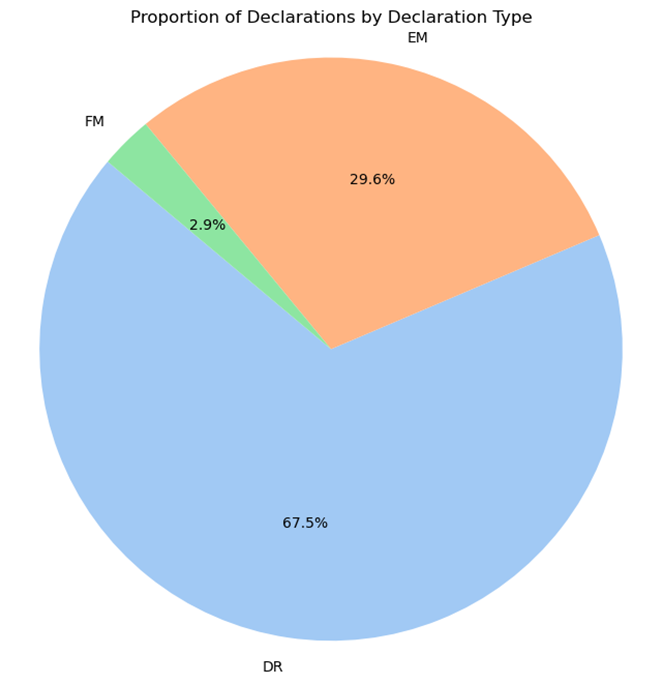 Proportion of Declarations by Declaration Type
EM
FM
29.6%
2.9%
67.5%
DR